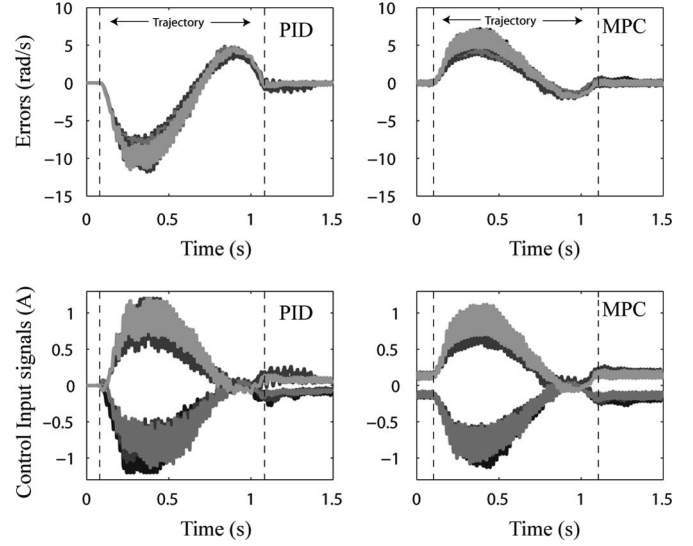 10
5
0
−5
−10
−15
Errors (rad/s)
Trajectory
PID
0 0.5 1 1.5
Time (s)
10
5
0
−5
−10
−15
Trajectory
MPC
0 0.5 1 1.5
Time (s)
1
0.5
0
−0.5
−1
Control Input signals (A)
PID
0 0.5 1 1.5
Time (s)
1
0.5
0
−0.5
−1
MPC
0 0.5 1 1.5
Time (s)